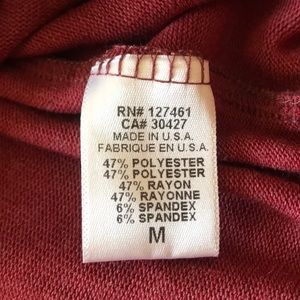 RN# 127461
CA# 30427
MADE IN U.S.A.
FABRIQUE EN U.S.A.
47% POLYESTER
47% POLYESTER
47% RAYON
47% RAYONNE
6% SPANDEX
6% SPANDEX
M